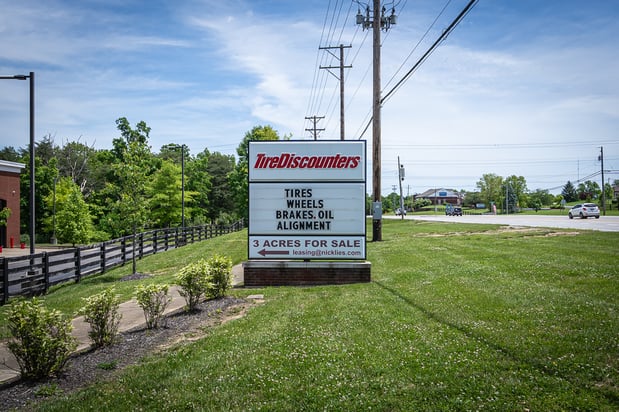 TIREDISCOUNTERS
TIRES
WHEELS
BRAKES, OIL
ALIGNMENT
3 ACRES FOR SALE
leasing@nicklies.com